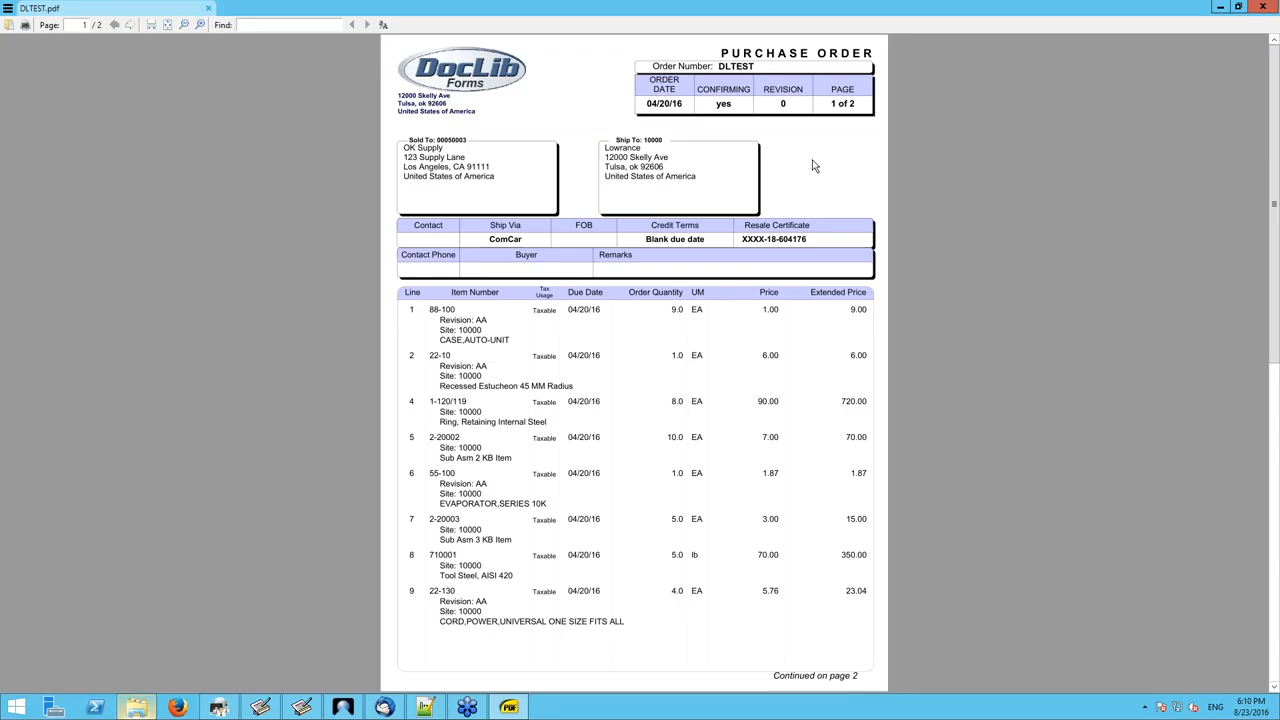 DLTEST.pdf
Page: 1 / 2 Find:
DocLib
Forms
12000 Skelly Ave
Tulsa, ok 92606
United States of America
PURCHASE ORDER
Order Number: DLTEST
ORDER DATE CONFIRMING REVISION PAGE
04/20/16 yes 0 1 of 2
Sold To: 00050003
OK Supply
123 Supply Lane
Los Angeles, CA 91111
United States of America
Ship To: 10000
Lowrance
12000 Skelly Ave
Tulsa, ok 92606
United States of America
Contact Ship Via FOB Credit Terms Resale Certificate
ComCar Blank due date XXXX-18-604176
Contact Phone Buyer Remarks
Line Item Number Tax Usage Due Date Order Quantity UM Price Extended Price
1 88-100 Taxable 04/20/16 9.0 EA 1.00 9.00
Revision: AA
Site: 10000
CASE,AUTO-UNIT
2 22-10 Taxable 04/20/16 1.0 EA 6.00 6.00
Revision: AA
Site: 10000
Recessed Estucheon 45 MM Radius
4 1-120/119 Taxable 04/20/16 8.0 EA 90.00 720.00
Site: 10000
Ring, Retaining Internal Steel
5 2-20002 Taxable 04/20/16 10.0 EA 7.00 70.00
Site: 10000
Sub Asm 2 KB Item
6 55-100 Taxable 04/20/16 1.0 EA 1.87 1.87
Revision: AA
Site: 10000
EVAPORATOR,SERIES 10K
7 2-20003 Taxable 04/20/16 5.0 EA 3.00 15.00
Site: 10000
Sub Asm 3 KB Item
8 710001 Taxable 04/20/16 5.0 lb 70.00 350.00
Site: 10000
Tool Steel, AISI 420
9 22-130 Taxable 04/20/16 4.0 EA 5.76 23.04
Revision: AA
Site: 10000
CORD,POWER,UNIVERSAL ONE SIZE FITS ALL
Continued on page 2
PDF
ENG
6:10 PM
8/23/2016